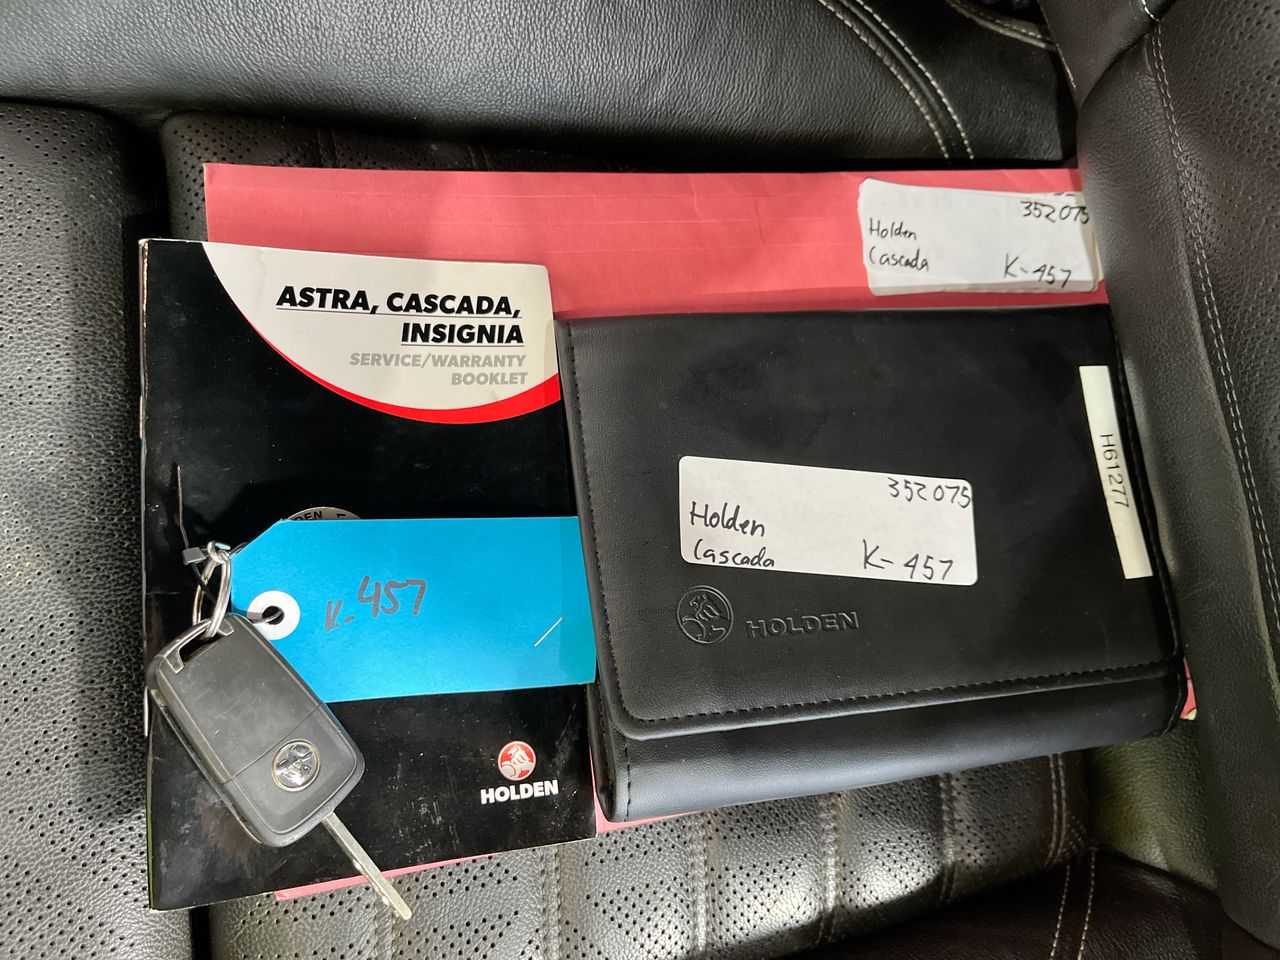 352075
Holden
Cascada K-457
ASTRA, CASCADA,
INSIGNIA
SERVICE/WARRANTY
BOOKLET
K-457
HOLDEN
352075
Holden
Cascada K-457
HOLDEN
H61277